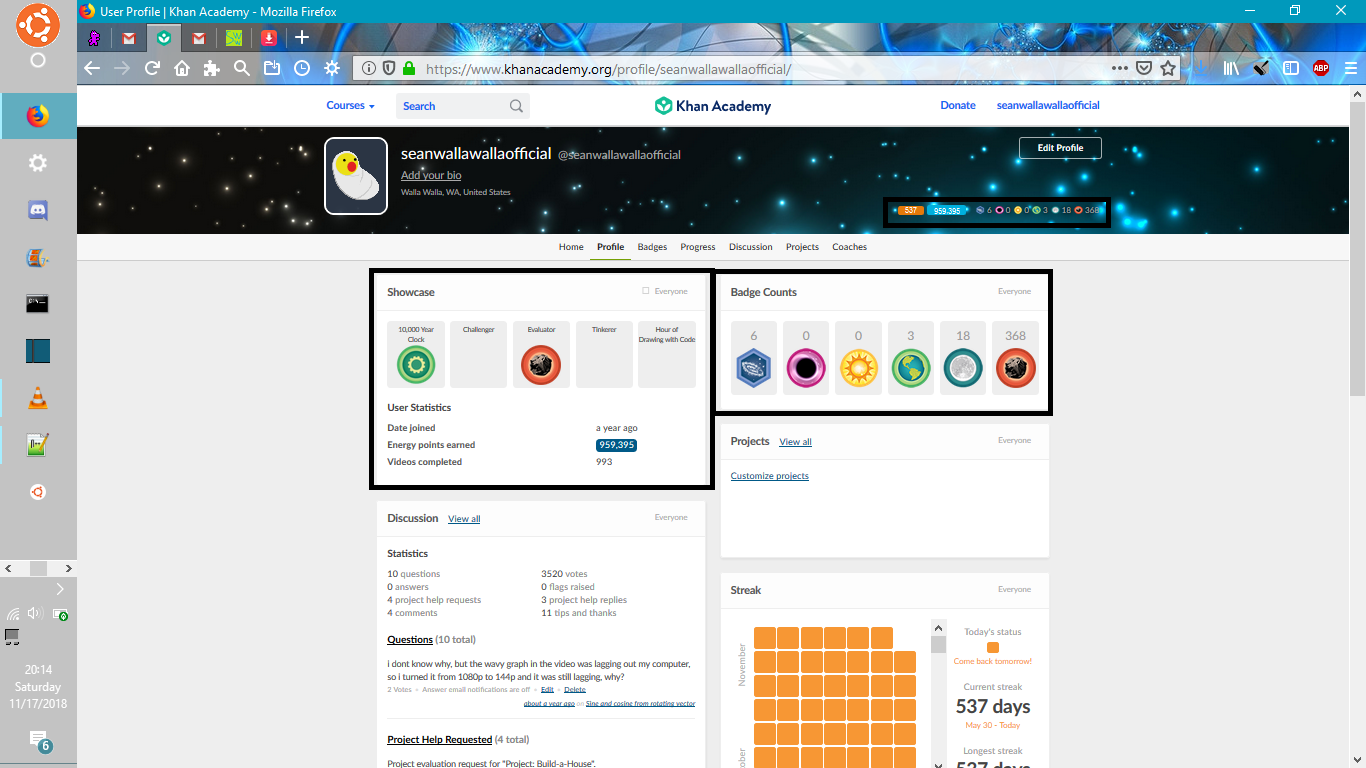 User Profile | Khan Academy - Mozilla Firefox
https://www.khanacademy.org/profile/seanwallawallaofficial/
ABP
Courses
Search
Khan Academy
Donate
seanwallawallaofficial
seanwallawallaofficial @seanwallawallaofficial
Add your bio
Walla Walla, WA, United States
Edit Profile
537 959,395 6 0 0 3 18 368
Home Profile Badges Progress Discussion Projects Coaches
Showcase Everyone
10,000 Year Clock
Challenger
Evaluator
Tinkerer
Hour of Drawing with Code
User Statistics
Date joined a year ago
Energy points earned 959,395
Videos completed 993
Badge Counts Everyone
6 0 0 3 18 368
Projects View all Everyone
Customize projects
Discussion View all Everyone
Statistics
10 questions 3520 votes
0 answers 0 flags raised
4 project help requests 3 project help replies
4 comments 11 tips and thanks
Questions (10 total)
i dont know why, but the wavy graph in the video was lagging out my computer,
so i turned it from 1080p to 144p and it was still lagging, why?
2 Votes • Answer email notifications are off • Edit • Delete
about a year ago on Sine and cosine from rotating vector
Project Help Requested (4 total)
Project evaluation request for "Project: Build-a-House".
Streak Everyone
November
Today's status
Come back tomorrow!
Current streak
537 days
May 30 - Today
Longest streak
537 days
20:14
Saturday
11/17/2018
6